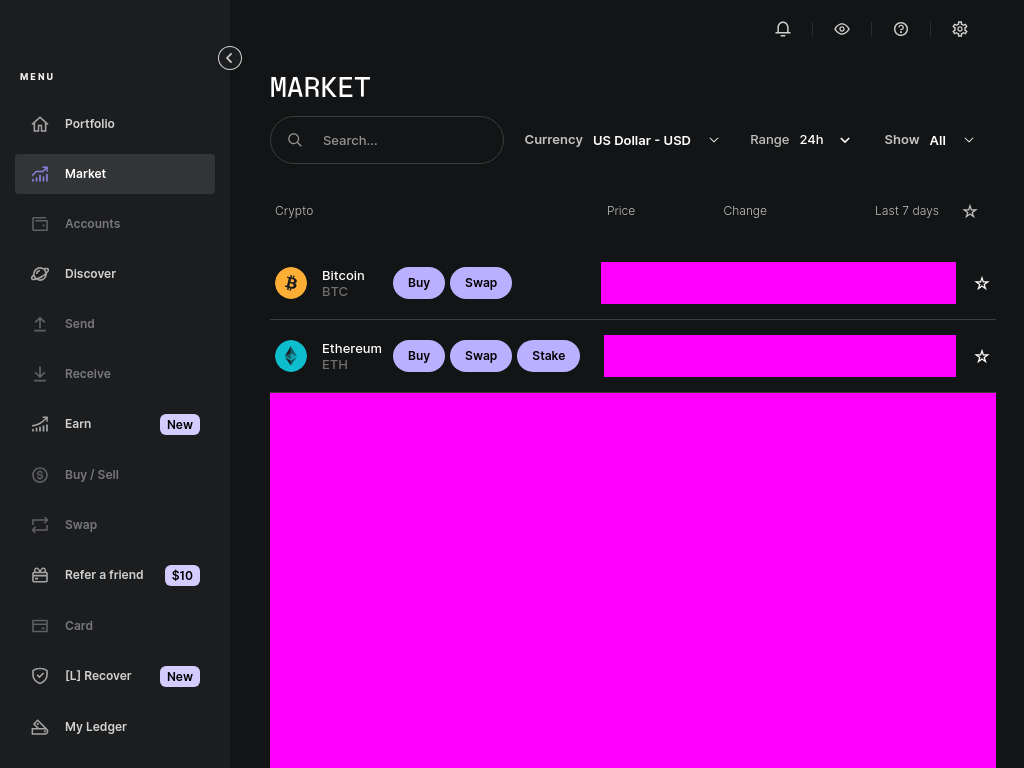 MENU
Portfolio
Market
Accounts
Discover
Send
Receive
Earn New
Buy / Sell
Swap
Refer a friend $10
Card
[L] Recover New
My Ledger
MARKET
Search...
Currency US Dollar - USD
Range 24h
Show All
Crypto Price Change Last 7 days
Bitcoin
BTC
Buy Swap
Ethereum
ETH
Buy Swap Stake